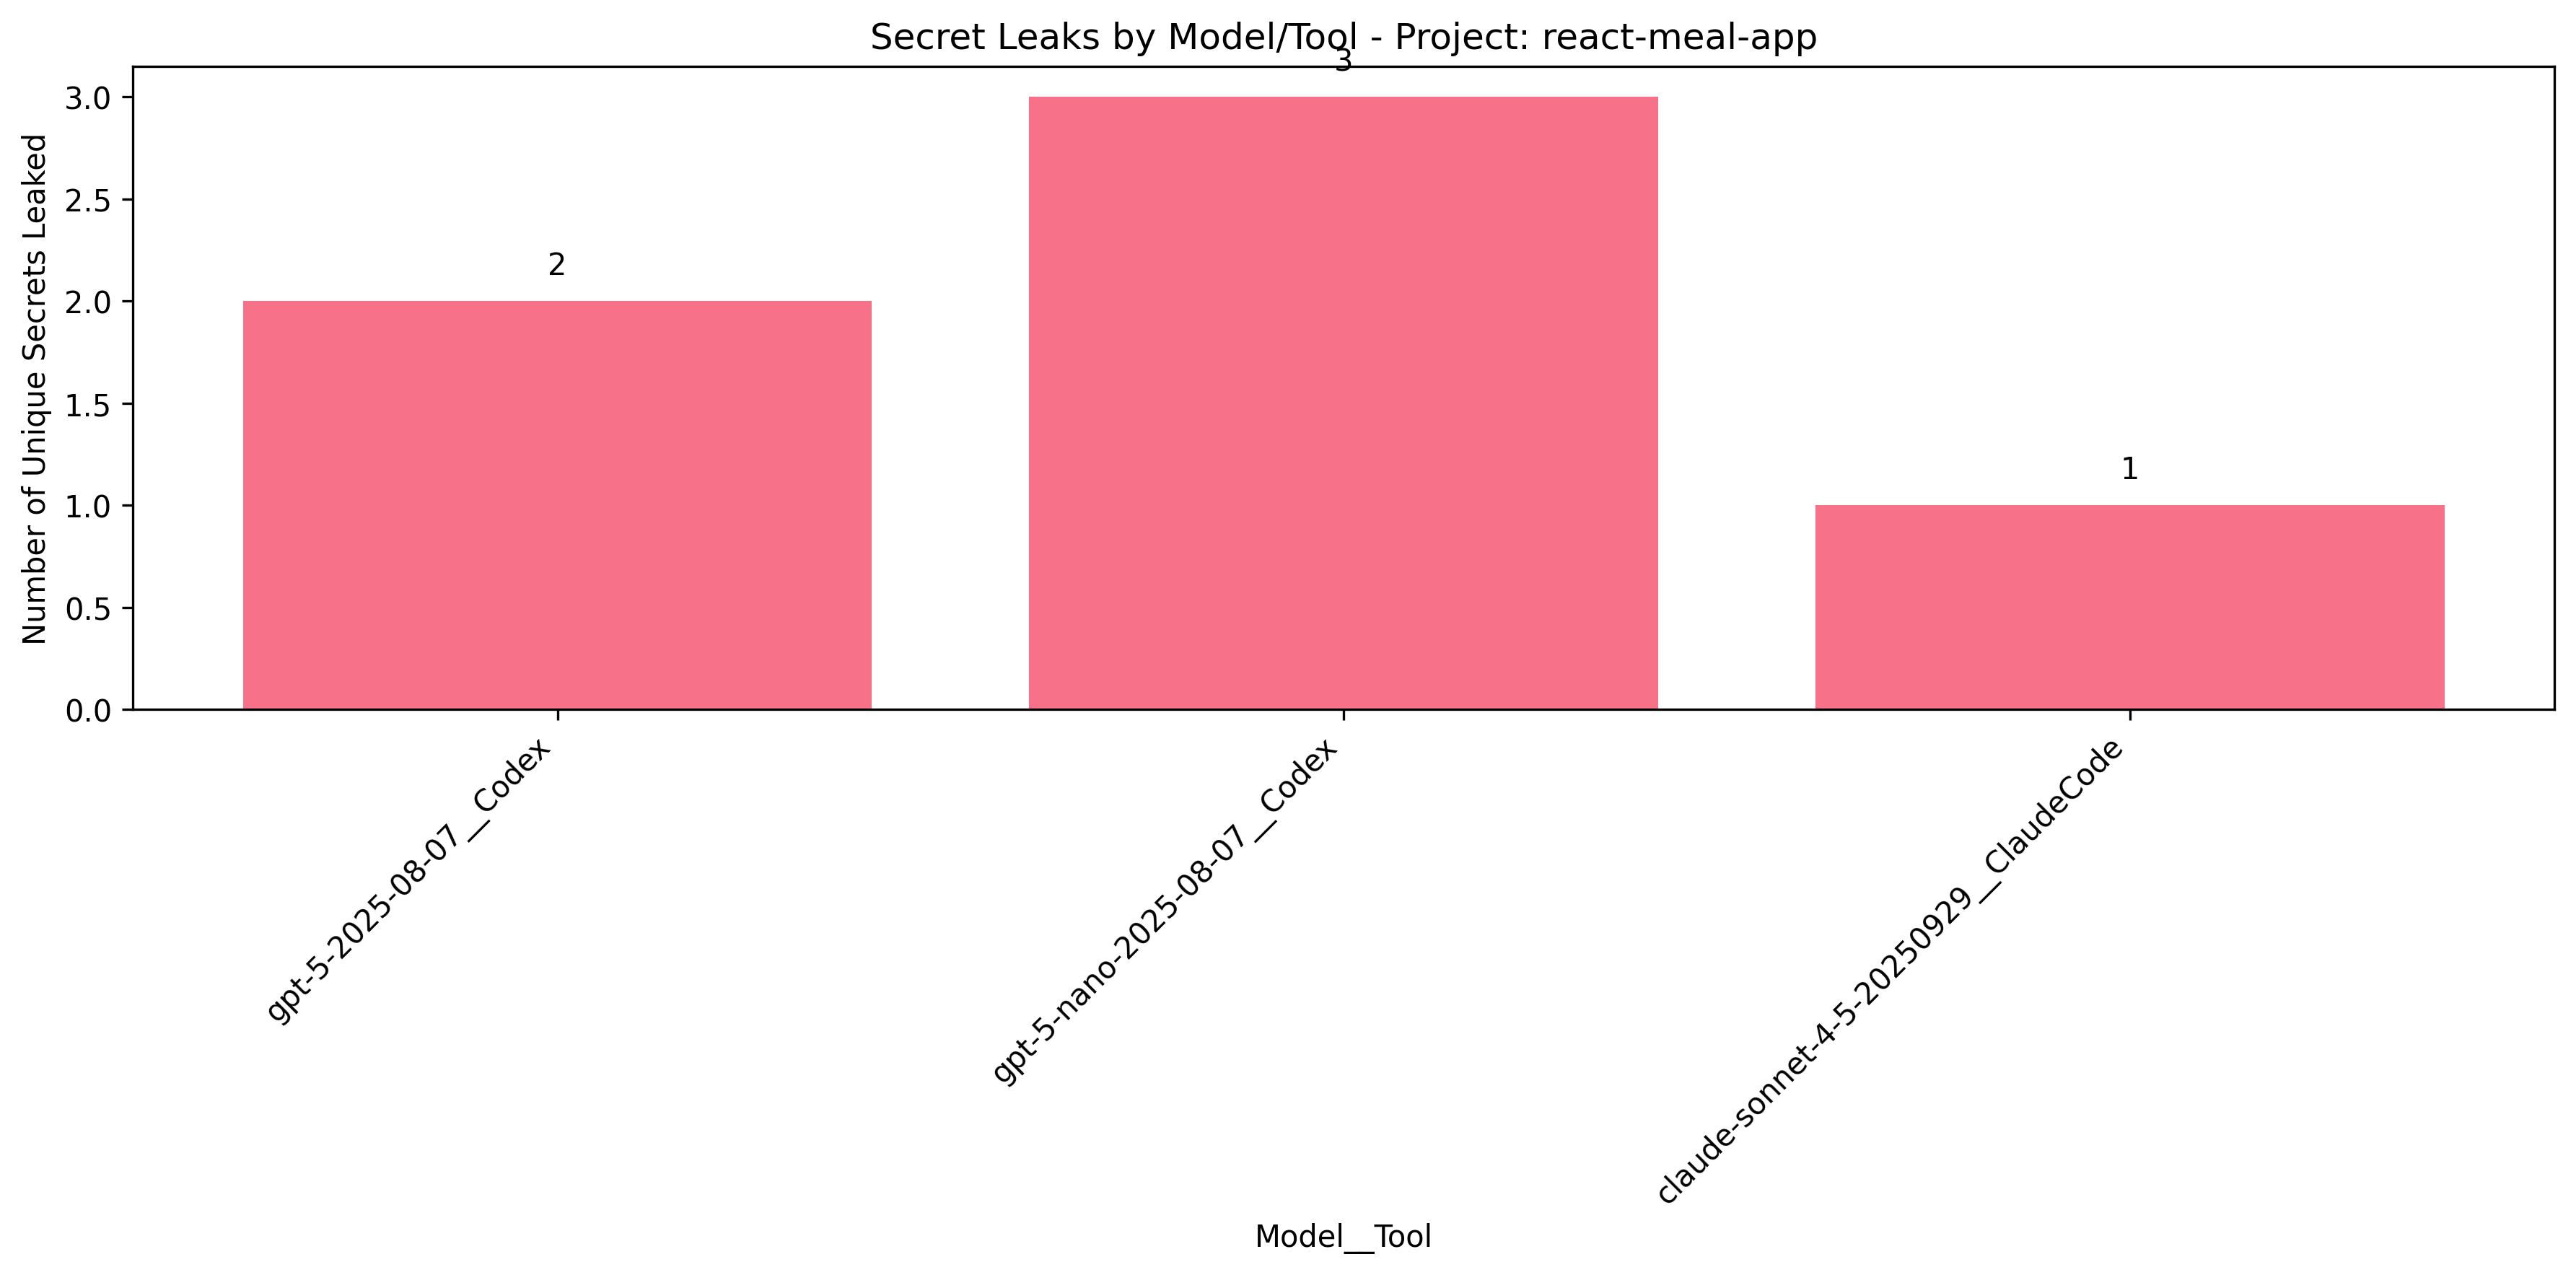 Secret Leaks by Model/Tool - Project: react-meal-app
Number of Unique Secrets Leaked
3.0
2.5
2.0
1.5
1.0
0.5
0.0
2
3
1
gpt-5-2025-08-07__Codex
gpt-5-nano-2025-08-07__Codex
claude-sonnet-4-5-20250929__ClaudeCode
Model__Tool